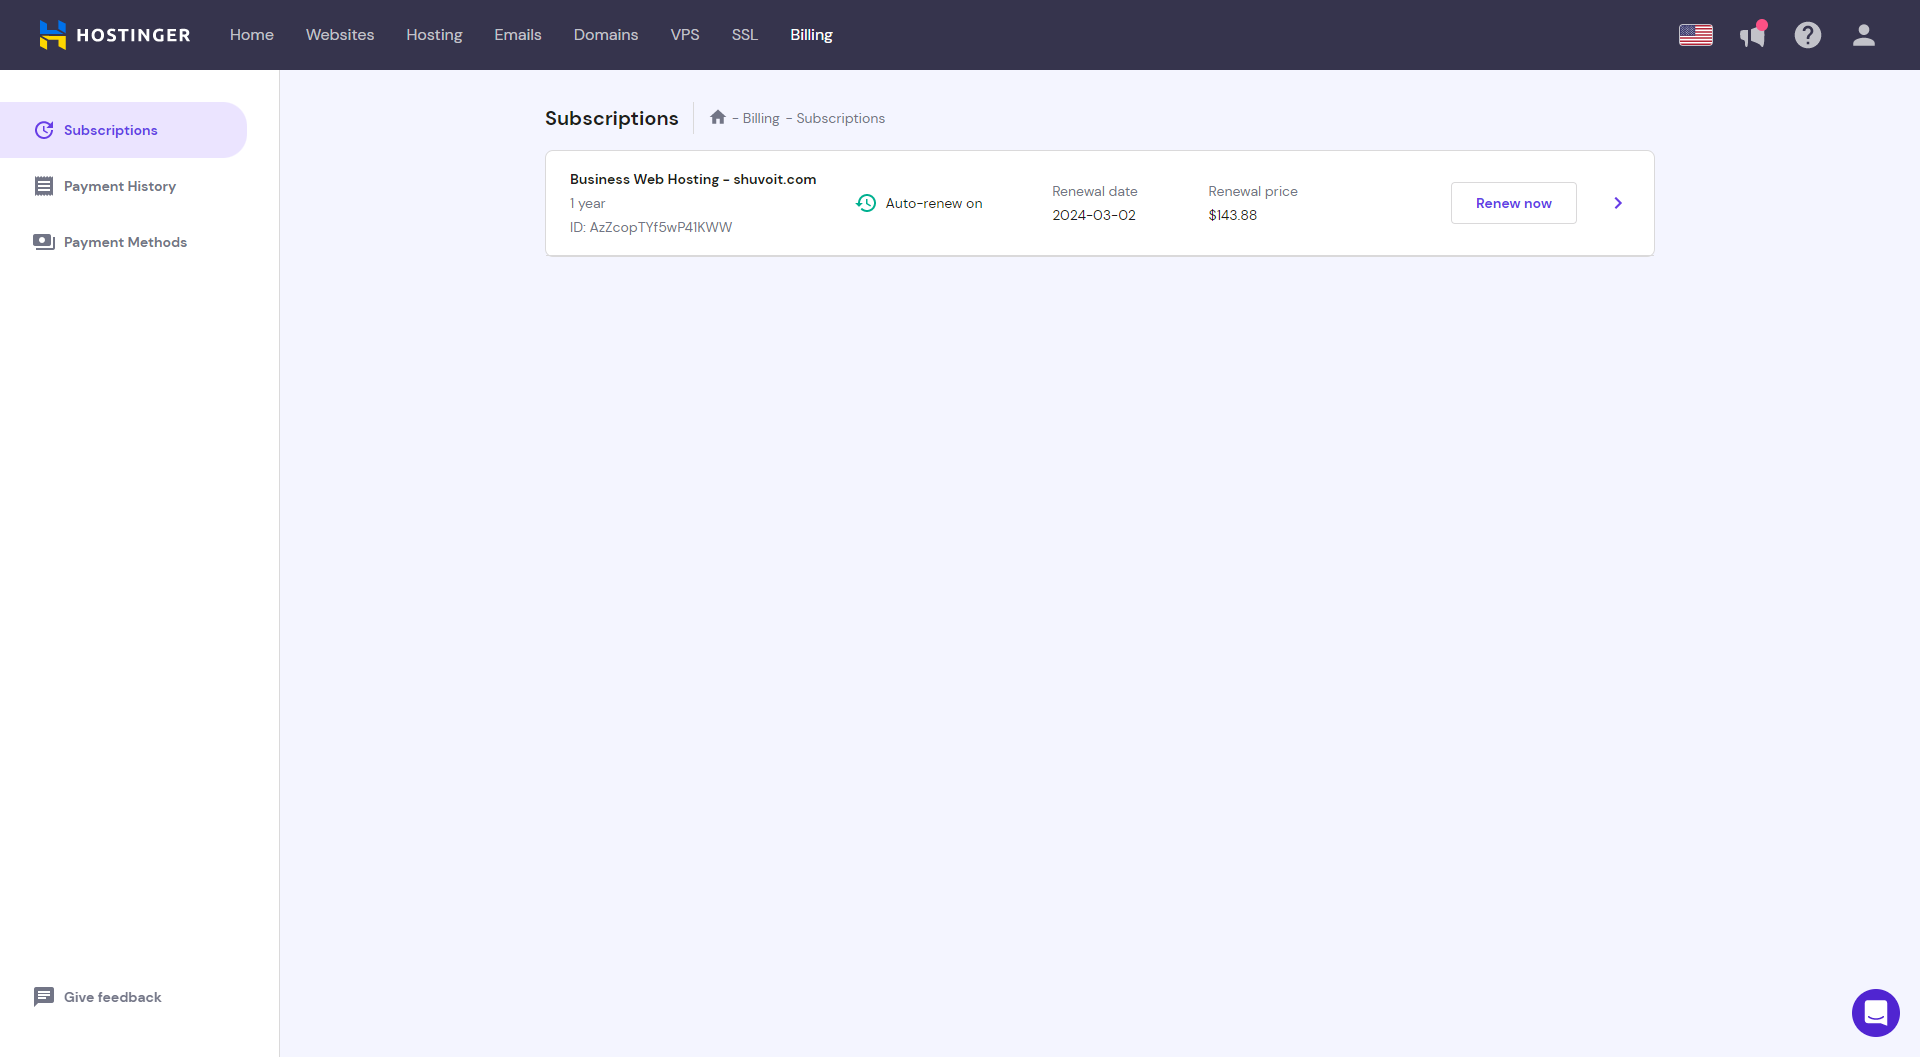 HOSTINGER
Home Websites Hosting Emails Domains VPS SSL Billing
Subscriptions
Payment History
Payment Methods
Give feedback
Subscriptions - Billing - Subscriptions
Business Web Hosting - shuvoit.com
1 year
ID: AzZcopTYf5wP41KWW
Auto-renew on
Renewal date
2024-03-02
Renewal price
$143.88
Renew now